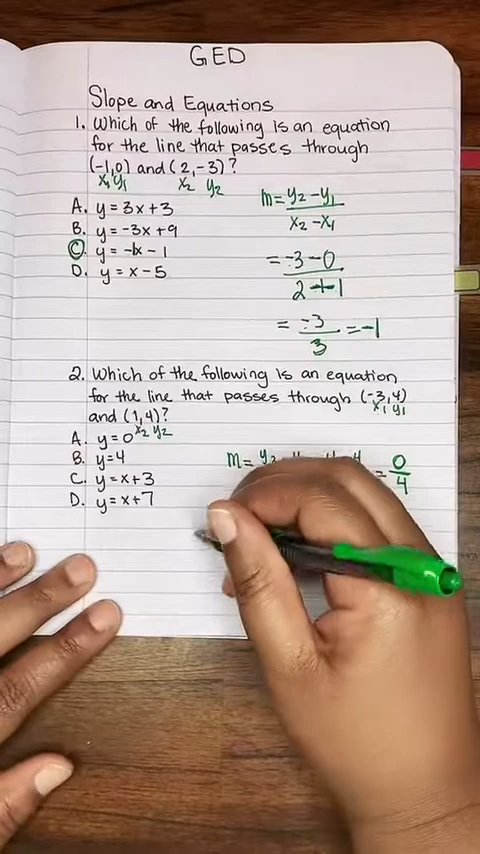 GED
Slope and Equations
1. Which of the following is an equation
for the line that passes through
(-1,0) and (2,-3)?
x₁ y₁ x₂ y₂
A. y = 3x+3
B. y = -3x+9
C. y = -1x - 1
D. y = x - 5
m = y₂-y₁
x₂-x₁
= -3-0
2+1
= -3 = -1
3
2. Which of the following is an equation
for the line that passes through (-3,4)
x₁ y₁
and (1,4)?
x₂ y₂
A. y=0
B. y=4
C. y=x+3
D. y=x+7
m= y₂
= 0
4